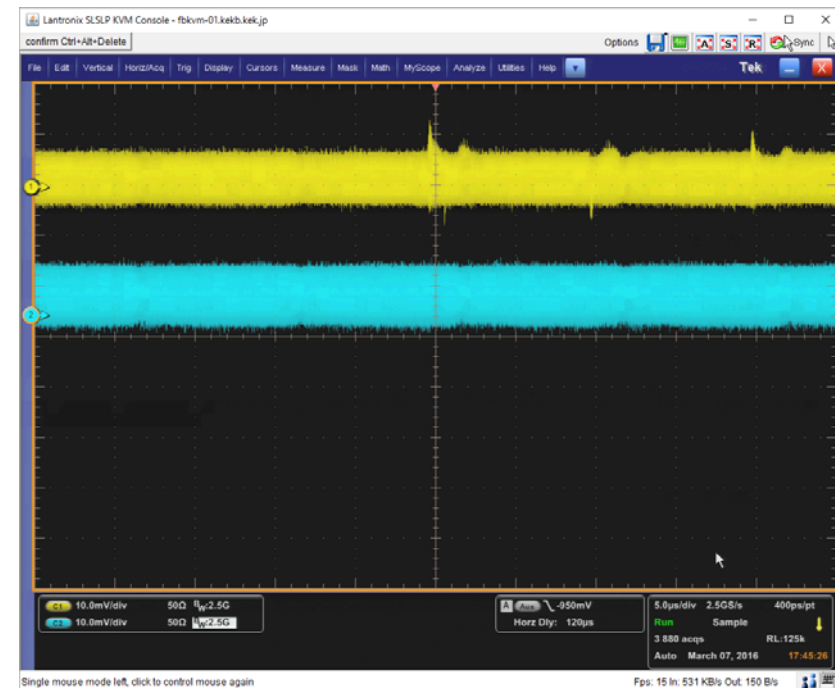 Lantronix SLSLP KVM Console - fbkvm-01.kekb.kek.jp
confirm Ctrl+Alt+Delete
Options A S R Sync
File Edit Vertical Horiz/Acq Trig Display Cursors Measure Mask Math MyScope Analyze Utilities Help Tek X
1
2
C1 10.0mV/div 50Ω BW:2.5G
C2 10.0mV/div 50Ω BW:2.5G
A Aux -950mV
Horz Dly: 120µs
5.0µs/div 2.5GS/s 400ps/pt
Run Sample
3 880 acqs RL:125k
Auto March 07, 2016 17:45:26
Single mouse mode left, click to control mouse again Fps: 15 In: 531 KB/s Out: 150 B/s